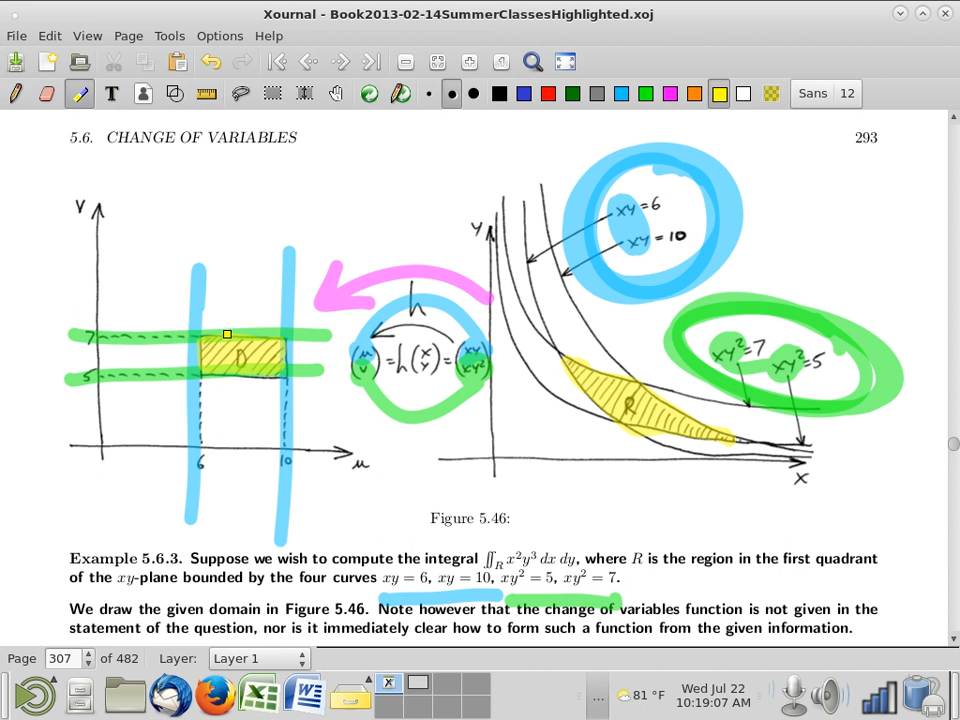 Xournal - Book2013-02-14SummerClassesHighlighted.xoj
File Edit View Page Tools Options Help
Sans 12
5.6. CHANGE OF VARIABLES 293
V
7
5
D
6
10
u
h
(u v) = h(x y) = (xy xy²)
y
xy = 6
xy = 10
xy² = 7
xy² = 5
R
x
Figure 5.46:
Example 5.6.3. Suppose we wish to compute the integral ∬_R x²y³ dx dy, where R is the region in the first quadrant
of the xy-plane bounded by the four curves xy = 6, xy = 10, xy² = 5, xy² = 7.
We draw the given domain in Figure 5.46. Note however that the change of variables function is not given in the
statement of the question, nor is it immediately clear how to form such a function from the given information.
Page 307 of 482 Layer: Layer 1
81 °F
Wed Jul 22
10:19:07 AM